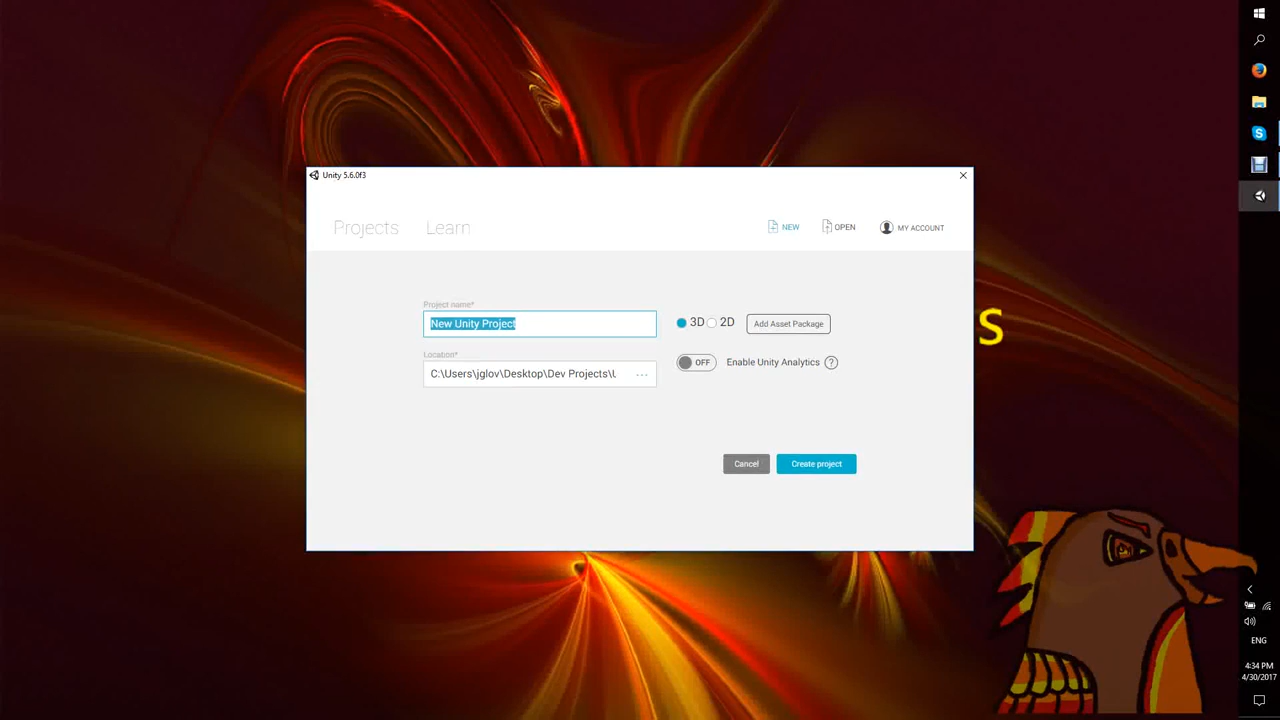 Unity 5.6.0f3
Projects Learn NEW OPEN MY ACCOUNT
Project name*
New Unity Project
3D 2D Add Asset Package
Location*
C:\Users\jglov\Desktop\Dev Projects\U
...
OFF Enable Unity Analytics ?
Cancel Create project
S
ENG
4:34 PM
4/30/2017